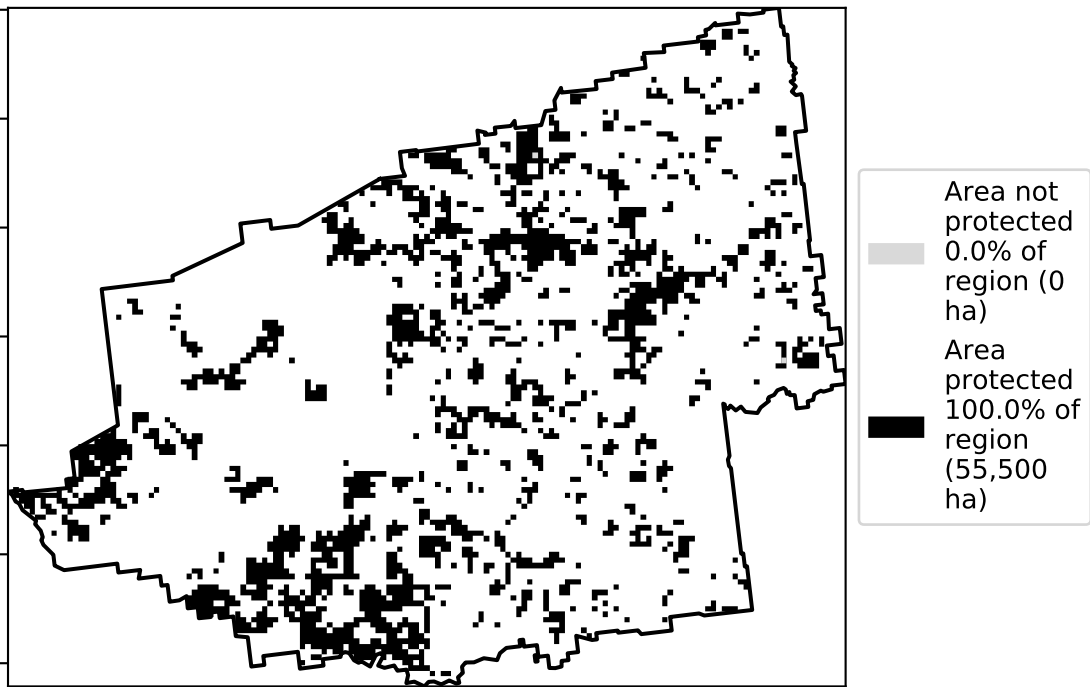 Area not
protected
0.0% of
region (0
ha)
Area
protected
100.0% of
region
(55,500
ha)